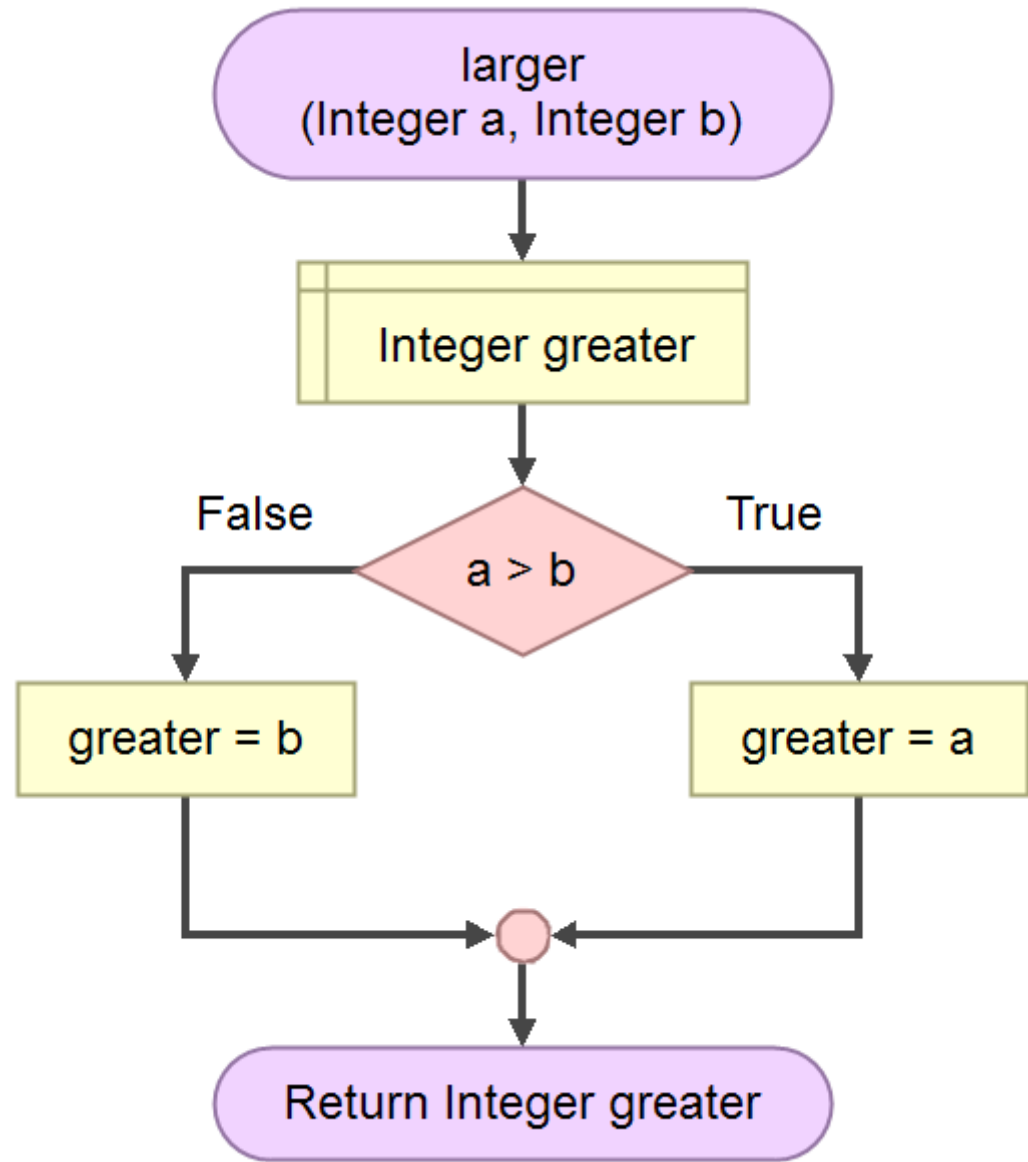 larger
(Integer a, Integer b)
Integer greater
False
True
a > b
greater = b
greater = a
Return Integer greater